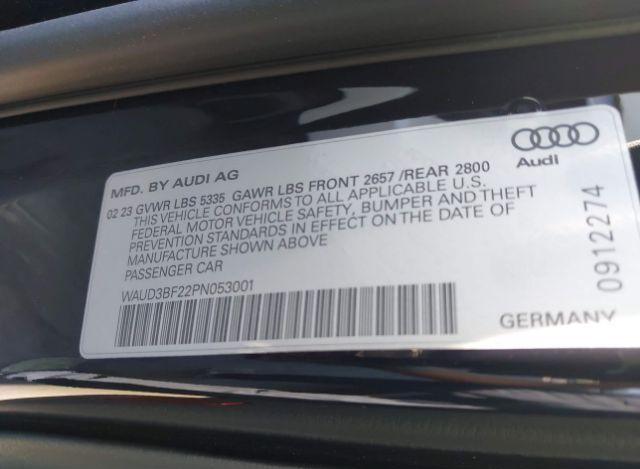 Audi
MFD. BY AUDI AG
02 23 GVWR LBS 5335 GAWR LBS FRONT 2657 /REAR 2800
THIS VEHICLE CONFORMS TO ALL APPLICABLE U.S.
FEDERAL MOTOR VEHICLE SAFETY, BUMPER AND THEFT
PREVENTION STANDARDS IN EFFECT ON THE DATE OF
MANUFACTURE SHOWN ABOVE
PASSENGER CAR
WAUD3BF22PN053001
GERMANY
0912274